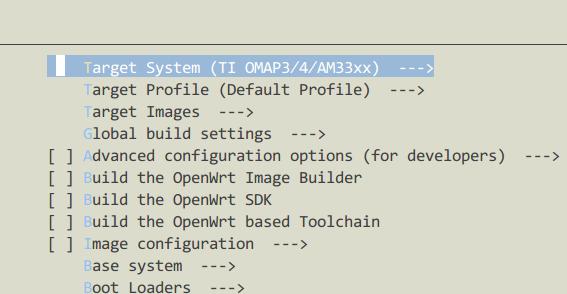 Target System (TI OMAP3/4/AM33xx)  --->
Target Profile (Default Profile)  --->
Target Images  --->
Global build settings  --->
[ ] Advanced configuration options (for developers)  --->
[ ] Build the OpenWrt Image Builder
[ ] Build the OpenWrt SDK
[ ] Build the OpenWrt based Toolchain
[ ] Image configuration  --->
Base system  --->
Boot Loaders  --->